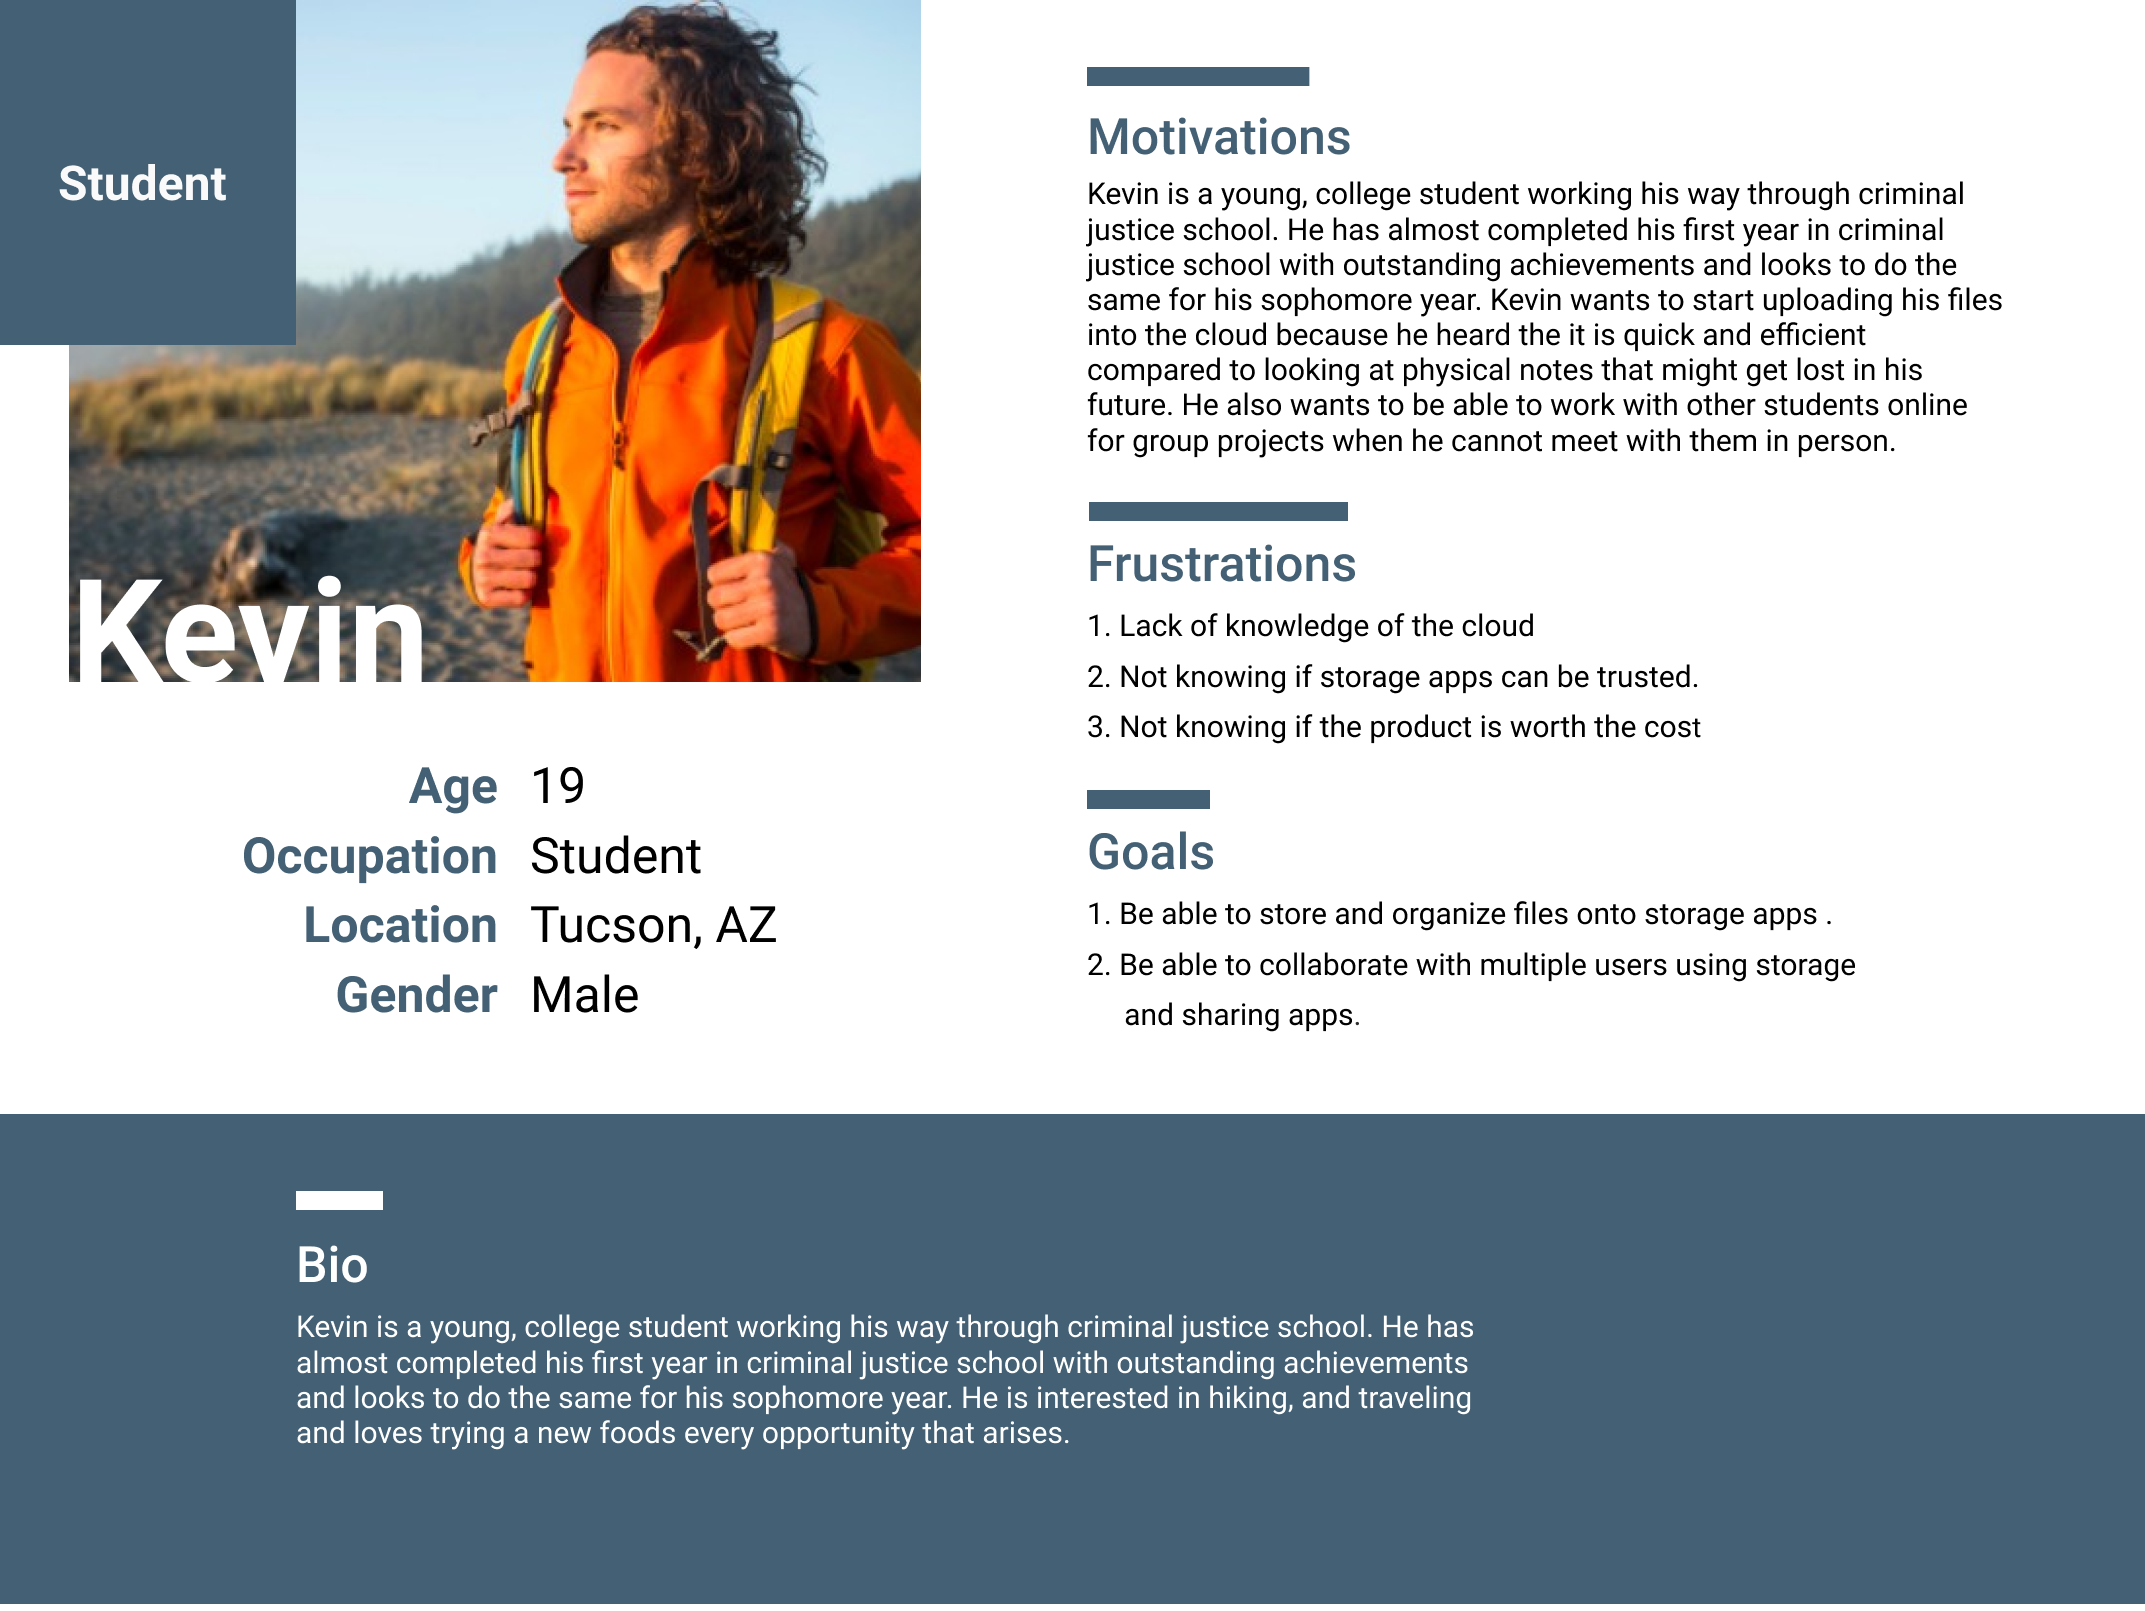 Student
Kevin
Age 19
Occupation Student
Location Tucson, AZ
Gender Male
Motivations
Kevin is a young, college student working his way through criminal
justice school. He has almost completed his first year in criminal
justice school with outstanding achievements and looks to do the
same for his sophomore year. Kevin wants to start uploading his files
into the cloud because he heard the it is quick and efficient
compared to looking at physical notes that might get lost in his
future. He also wants to be able to work with other students online
for group projects when he cannot meet with them in person.
Frustrations
1. Lack of knowledge of the cloud
2. Not knowing if storage apps can be trusted.
3. Not knowing if the product is worth the cost
Goals
1. Be able to store and organize files onto storage apps .
2. Be able to collaborate with multiple users using storage
and sharing apps.
Bio
Kevin is a young, college student working his way through criminal justice school. He has
almost completed his first year in criminal justice school with outstanding achievements
and looks to do the same for his sophomore year. He is interested in hiking, and traveling
and loves trying a new foods every opportunity that arises.